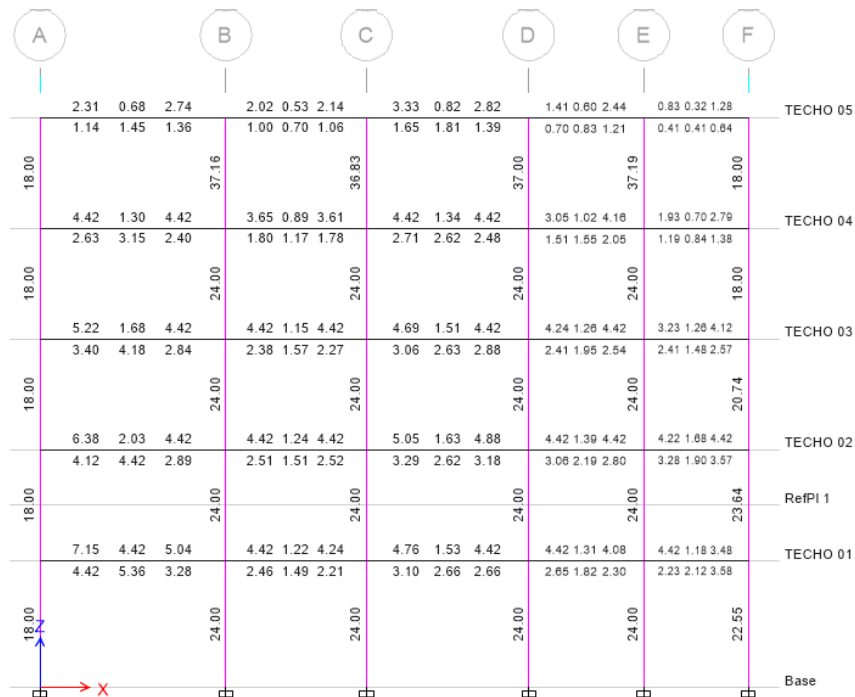 A B C D E F
2.31 0.68 2.74 2.02 0.53 2.14 3.33 0.82 2.82 1.41 0.60 2.44 0.83 0.32 1.28 TECHO 05
1.14 1.45 1.36 1.00 0.70 1.06 1.65 1.81 1.39 0.70 0.83 1.21 0.41 0.41 0.64
18.00 37.16 36.83 37.00 37.19 18.00
4.42 1.30 4.42 3.65 0.89 3.61 4.42 1.34 4.42 3.05 1.02 4.16 1.93 0.70 2.79 TECHO 04
2.63 3.15 2.40 1.80 1.17 1.78 2.71 2.62 2.48 1.51 1.55 2.05 1.19 0.84 1.38
18.00 24.00 24.00 24.00 24.00 18.00
5.22 1.68 4.42 4.42 1.15 4.42 4.69 1.51 4.42 4.24 1.26 4.42 3.23 1.26 4.12 TECHO 03
3.40 4.18 2.84 2.38 1.57 2.27 3.06 2.63 2.88 2.41 1.95 2.54 2.41 1.48 2.57
18.00 24.00 24.00 24.00 24.00 20.74
6.38 2.03 4.42 4.42 1.24 4.42 5.05 1.63 4.88 4.42 1.39 4.42 4.22 1.68 4.42 TECHO 02
4.12 4.42 2.89 2.51 1.51 2.52 3.29 2.62 3.18 3.06 2.19 2.80 3.28 1.90 3.57
18.00 24.00 24.00 24.00 24.00 23.64 RefPl 1
7.15 4.42 5.04 4.42 1.22 4.24 4.76 1.53 4.42 4.42 1.31 4.08 4.42 1.18 3.48 TECHO 01
4.42 5.36 3.28 2.46 1.49 2.21 3.10 2.66 2.66 2.65 1.82 2.30 2.23 2.12 3.58
18.00 24.00 24.00 24.00 24.00 22.55
Z
X Base